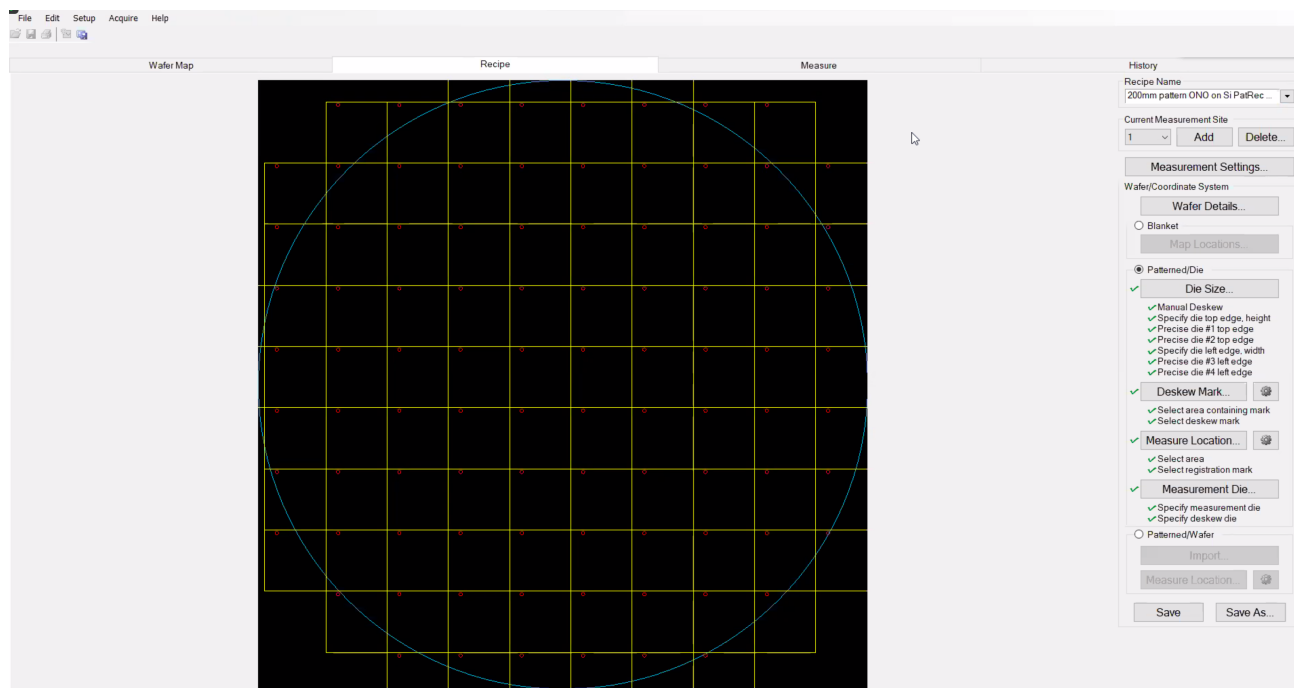 File Edit Setup Acquire Help
Wafer Map Recipe Measure History
Recipe Name
200mm pattern ONO on Si PatRec ...
Current Measurement Site
1 Add Delete...
Measurement Settings...
Wafer/Coordinate System
Wafer Details...
Blanket
Map Locations...
Patterned/Die
Die Size...
Manual Deskew
Specify die top edge, height
Precise die #1 top edge
Precise die #2 top edge
Specify die left edge, width
Precise die #3 left edge
Precise die #4 left edge
Deskew Mark...
Select area containing mark
Select deskew mark
Measure Location...
Select area
Select registration mark
Measurement Die...
Specify measurement die
Specify deskew die
Patterned/Wafer
Import...
Measure Location...
Save Save As...